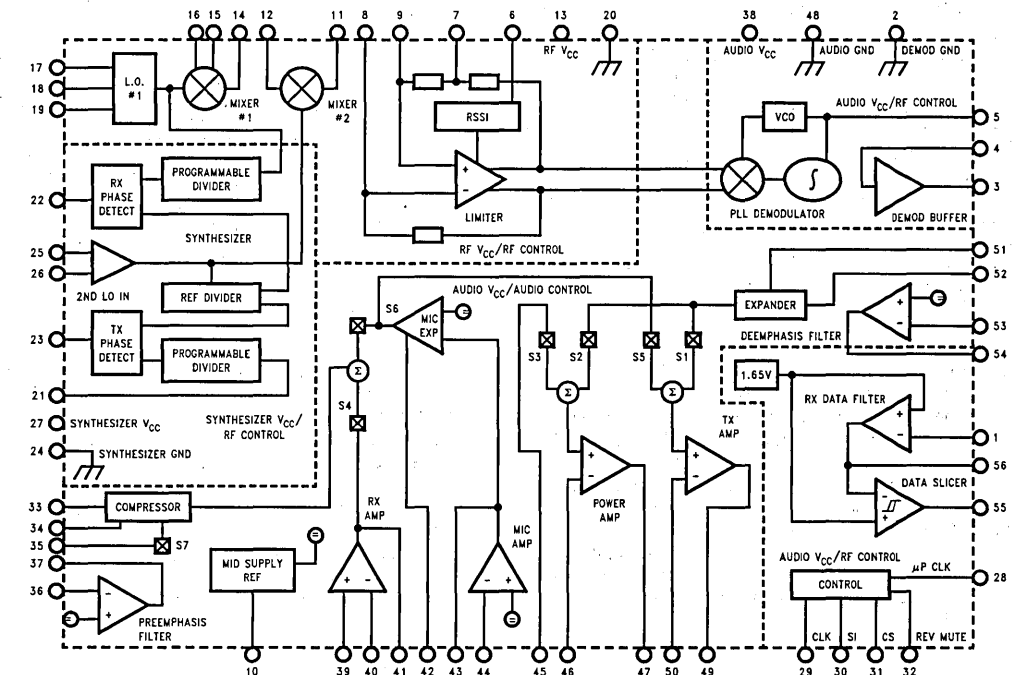 16 15 14 12 11 8 9 7 6 13 20 38 48 2
RF VCC
AUDIO VCC
AUDIO GND
DEMOD GND
17
18
19
L.O.
#1
MIXER
#1
MIXER
#2
RSSI
+
−
LIMITER
RF VCC/RF CONTROL
VCO
AUDIO VCC/RF CONTROL
∫
PLL DEMODULATOR
DEMOD BUFFER
5
4
3
22
RX
PHASE
DETECT
PROGRAMMABLE
DIVIDER
SYNTHESIZER
25
26
2ND LO IN
REF DIVIDER
23
TX
PHASE
DETECT
PROGRAMMABLE
DIVIDER
21
27
SYNTHESIZER VCC
SYNTHESIZER VCC/
RF CONTROL
24
SYNTHESIZER GND
AUDIO VCC/AUDIO CONTROL
S6
MIC
EXP
=
Σ
S4
S3
S2
S5
S1
Σ
Σ
EXPANDER
51
52
+
=
−
53
DEEMPHASIS FILTER
54
1.65V
RX DATA FILTER
+
−
1
56
DATA SLICER
−
+
55
TX
AMP
+
−
+
−
POWER
AMP
33
COMPRESSOR
34
35
S7
37
36
−
+
=
PREEMPHASIS
FILTER
MID SUPPLY
REF
=
RX
AMP
+ −
MIC
AMP
− +
=
AUDIO VCC/RF CONTROL
CONTROL
μP CLK
28
CLK
SI
CS
REV MUTE
10 39 40 41 42 43 44 45 46 47 50 49 29 30 31 32